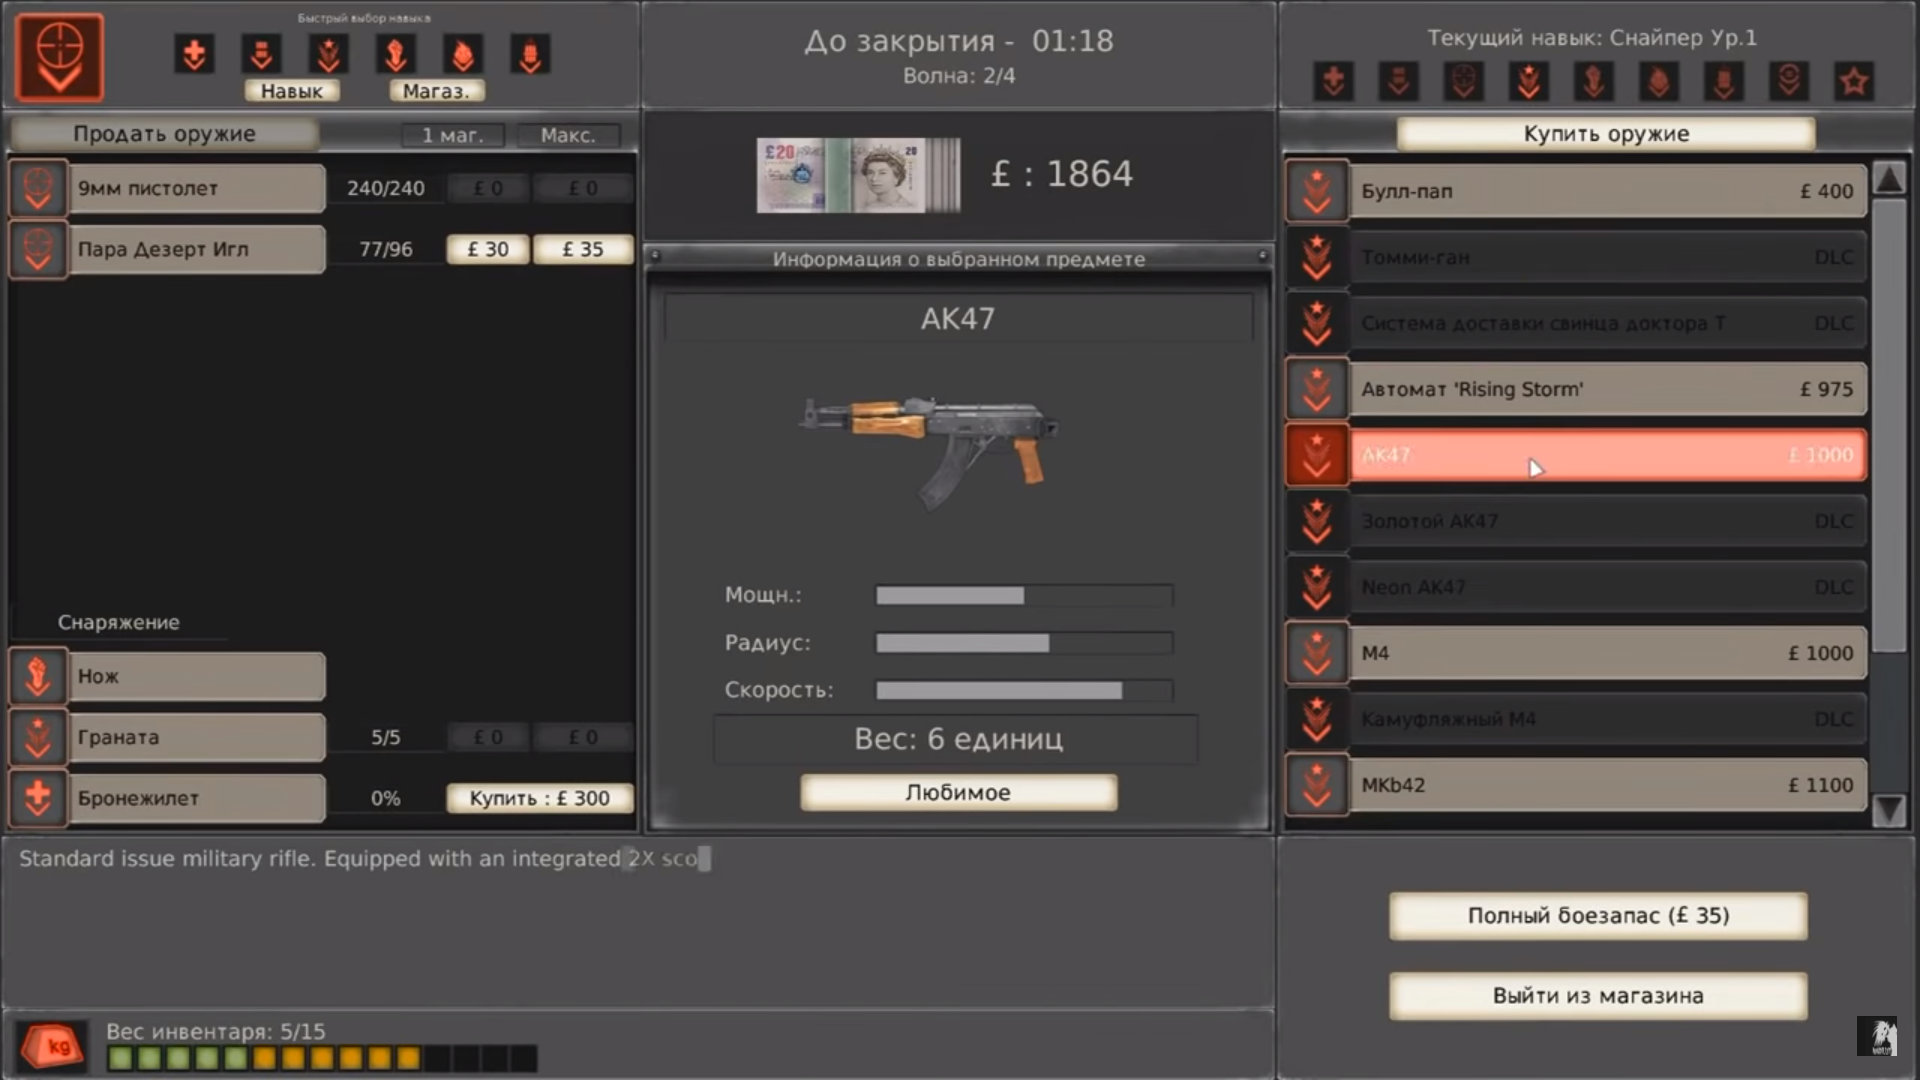 Быстрый выбор навыка
Навык
Магаз.
До закрытия - 01:18
Волна: 2/4
Текущий навык: Снайпер Ур.1
Продать оружие
1 маг.
Макс.
9мм пистолет 240/240 £ 0 £ 0
Пара Дезерт Игл 77/96 £ 30 £ 35
Снаряжение
Нож
Граната 5/5 £ 0 £ 0
Бронежилет 0% Купить : £ 300
£20
20
£ : 1864
Информация о выбранном предмете
AK47
Мощн.:
Радиус:
Скорость:
Вес: 6 единиц
Любимое
Купить оружие
Булл-пап £ 400
Томми-ган DLC
Система доставки свинца доктора Т DLC
Автомат 'Rising Storm' £ 975
AK47 £ 1000
Золотой AK47 DLC
Neon AK47 DLC
M4 £ 1000
Камуфляжный M4 DLC
MKb42 £ 1100
Standard issue military rifle. Equipped with an integrated 2X sco
Полный боезапас (£ 35)
Выйти из магазина
kg
Вес инвентаря: 5/15